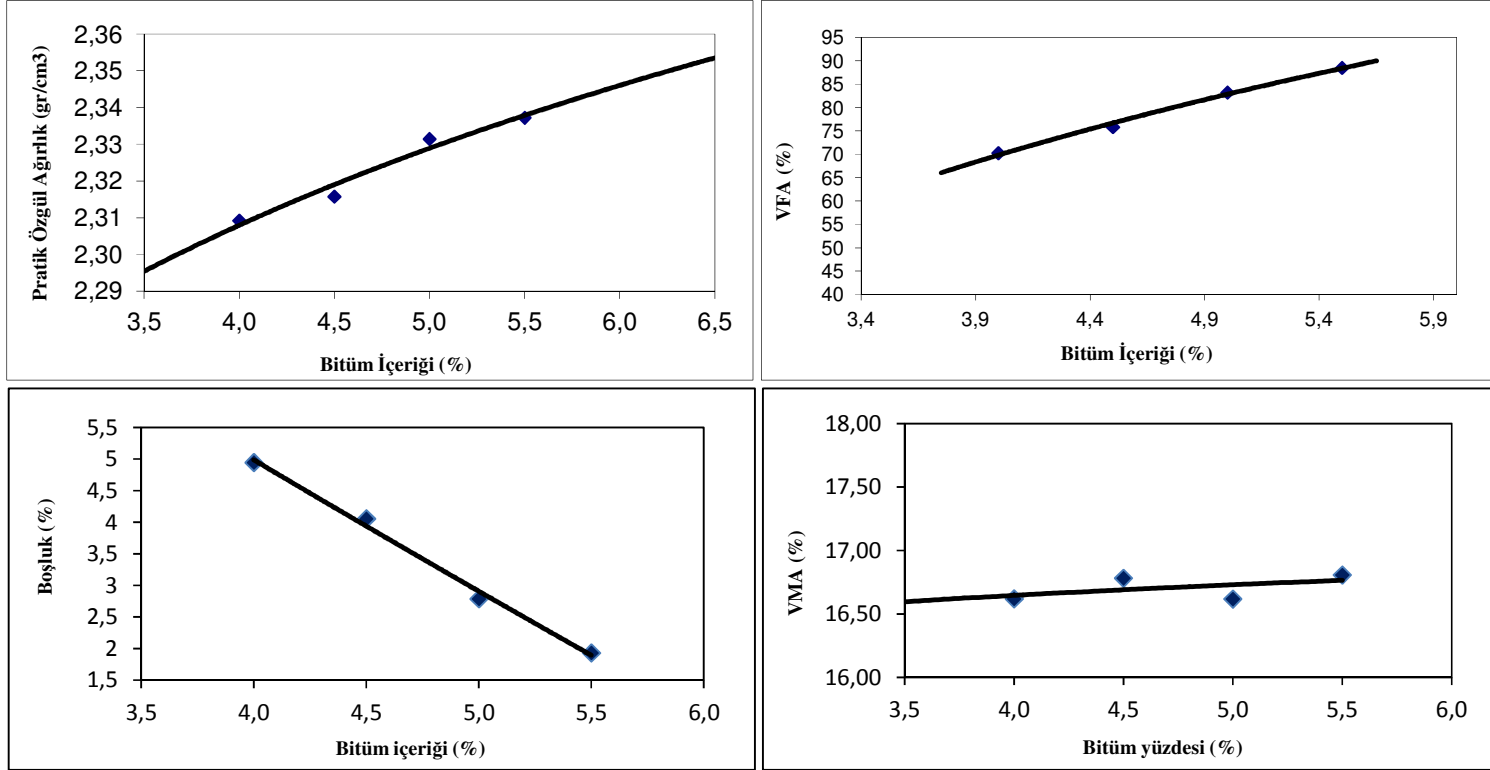 Pratik Özgül Ağırlık (gr/cm3)
2,36
2,35
2,34
2,33
2,32
2,31
2,30
2,29
3,5 4,0 4,5 5,0 5,5 6,0 6,5
Bitüm İçeriği (%)
VFA (%)
95
90
85
80
75
70
65
60
55
50
45
40
3,4 3,9 4,4 4,9 5,4 5,9
Bitüm İçeriği (%)
Boşluk (%)
5,5
5
4,5
4
3,5
3
2,5
2
1,5
3,5 4,0 4,5 5,0 5,5 6,0
Bitüm içeriği (%)
VMA (%)
18,00
17,50
17,00
16,50
16,00
3,5 4,0 4,5 5,0 5,5 6,0
Bitüm yüzdesi (%)